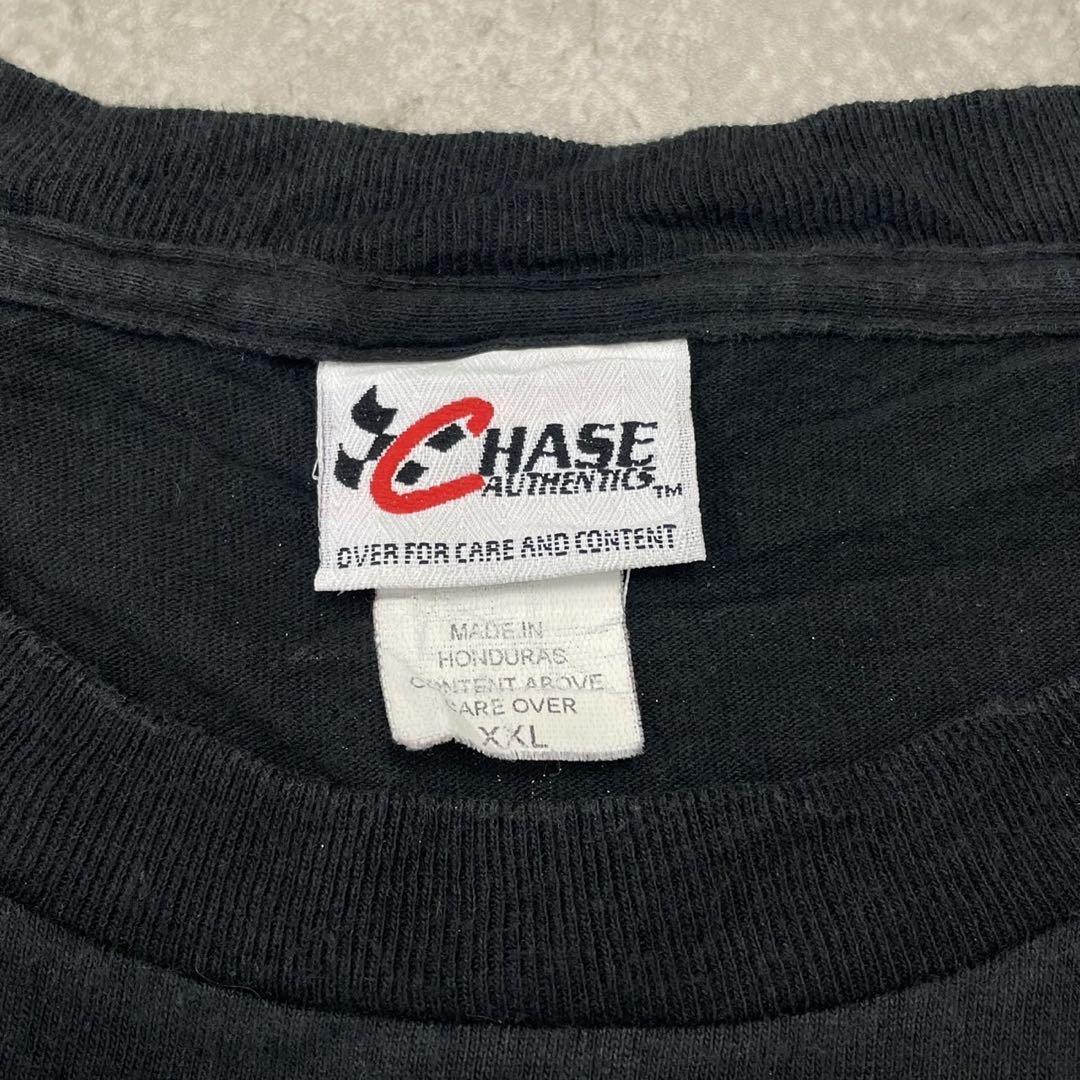 CHASE
AUTHENTICS™
OVER FOR CARE AND CONTENT
MADE IN
HONDURAS
CONTENT ABOVE
CARE OVER
XXL